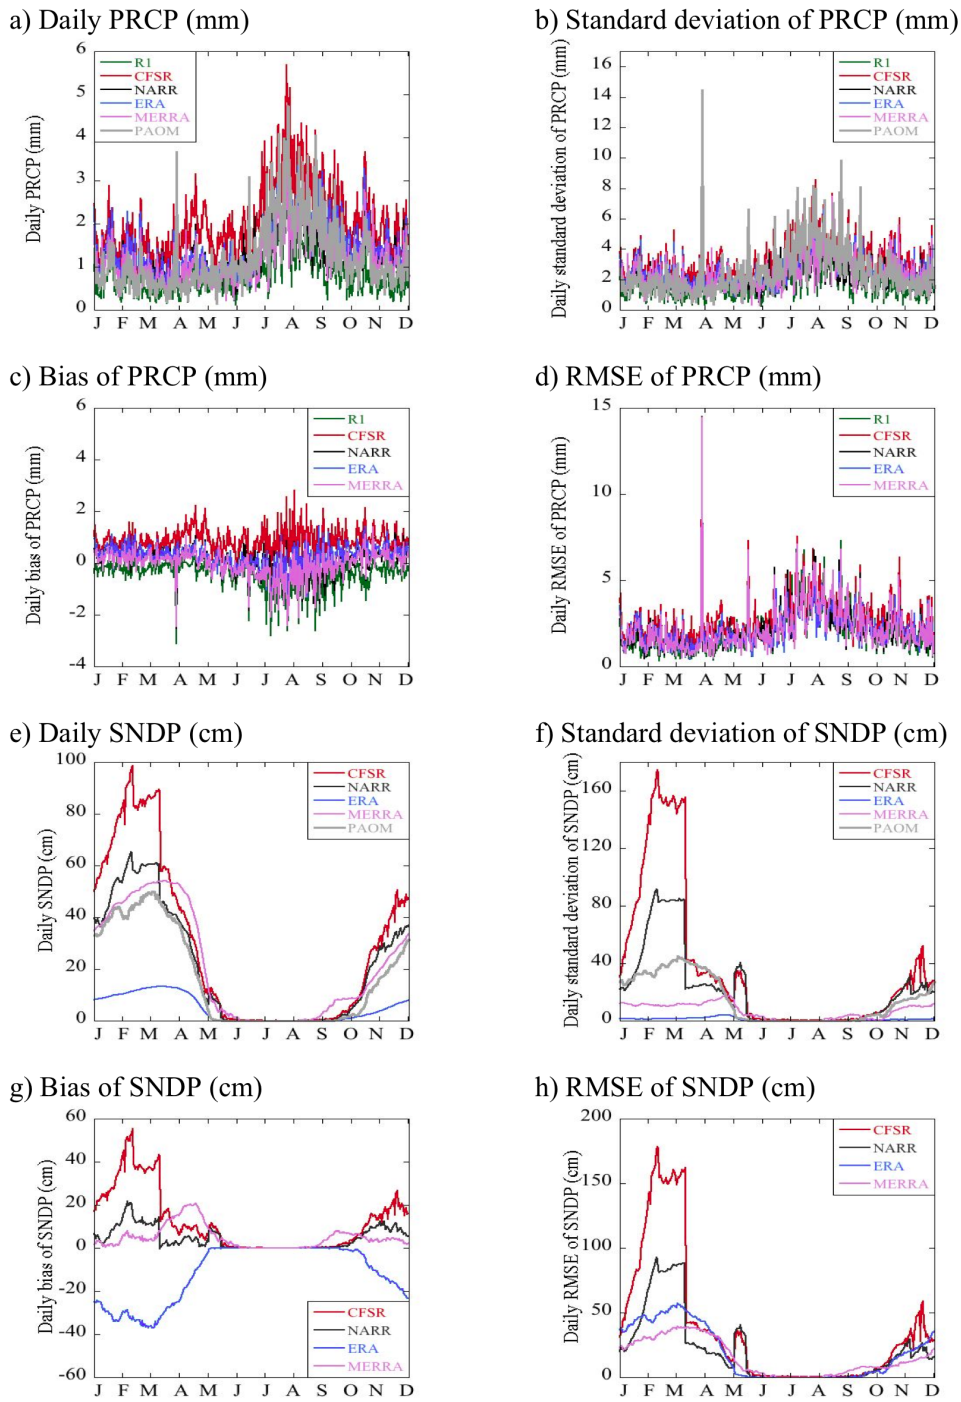 a) Daily PRCP (mm)
Daily PRCP (mm)
6
5
4
3
2
1
0
R1
CFSR
NARR
ERA
MERRA
PAOM
J F M A M J J A S O N D
b) Standard deviation of PRCP (mm)
Daily standard deviation of PRCP (mm)
16
14
12
10
8
6
4
2
0
R1
CFSR
NARR
ERA
MERRA
PAOM
J F M A M J J A S O N D
c) Bias of PRCP (mm)
Daily bias of PRCP (mm)
6
4
2
0
-2
-4
R1
CFSR
NARR
ERA
MERRA
J F M A M J J A S O N D
d) RMSE of PRCP (mm)
Daily RMSE of PRCP (mm)
15
10
5
0
R1
CFSR
NARR
ERA
MERRA
J F M A M J J A S O N D
e) Daily SNDP (cm)
Daily SNDP (cm)
100
80
60
40
20
0
CFSR
NARR
ERA
MERRA
PAOM
J F M A M J J A S O N D
f) Standard deviation of SNDP (cm)
Daily standard deviation of SNDP (cm)
160
120
80
40
0
CFSR
NARR
ERA
MERRA
PAOM
J F M A M J J A S O N D
g) Bias of SNDP (cm)
Daily bias of SNDP (cm)
60
40
20
0
-20
-40
-60
CFSR
NARR
ERA
MERRA
J F M A M J J A S O N D
h) RMSE of SNDP (cm)
Daily RMSE of SNDP (cm)
200
150
100
50
0
CFSR
NARR
ERA
MERRA
J F M A M J J A S O N D